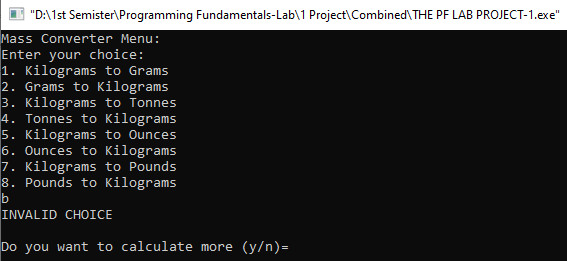 "D:\1st Semister\Programming Fundamentals-Lab\1 Project\Combined\THE PF LAB PROJECT-1.exe"
Mass Converter Menu:
Enter your choice:
1. Kilograms to Grams
2. Grams to Kilograms
3. Kilograms to Tonnes
4. Tonnes to Kilograms
5. Kilograms to Ounces
6. Ounces to Kilograms
7. Kilograms to Pounds
8. Pounds to Kilograms
b
INVALID CHOICE
Do you want to calculate more (y/n)=